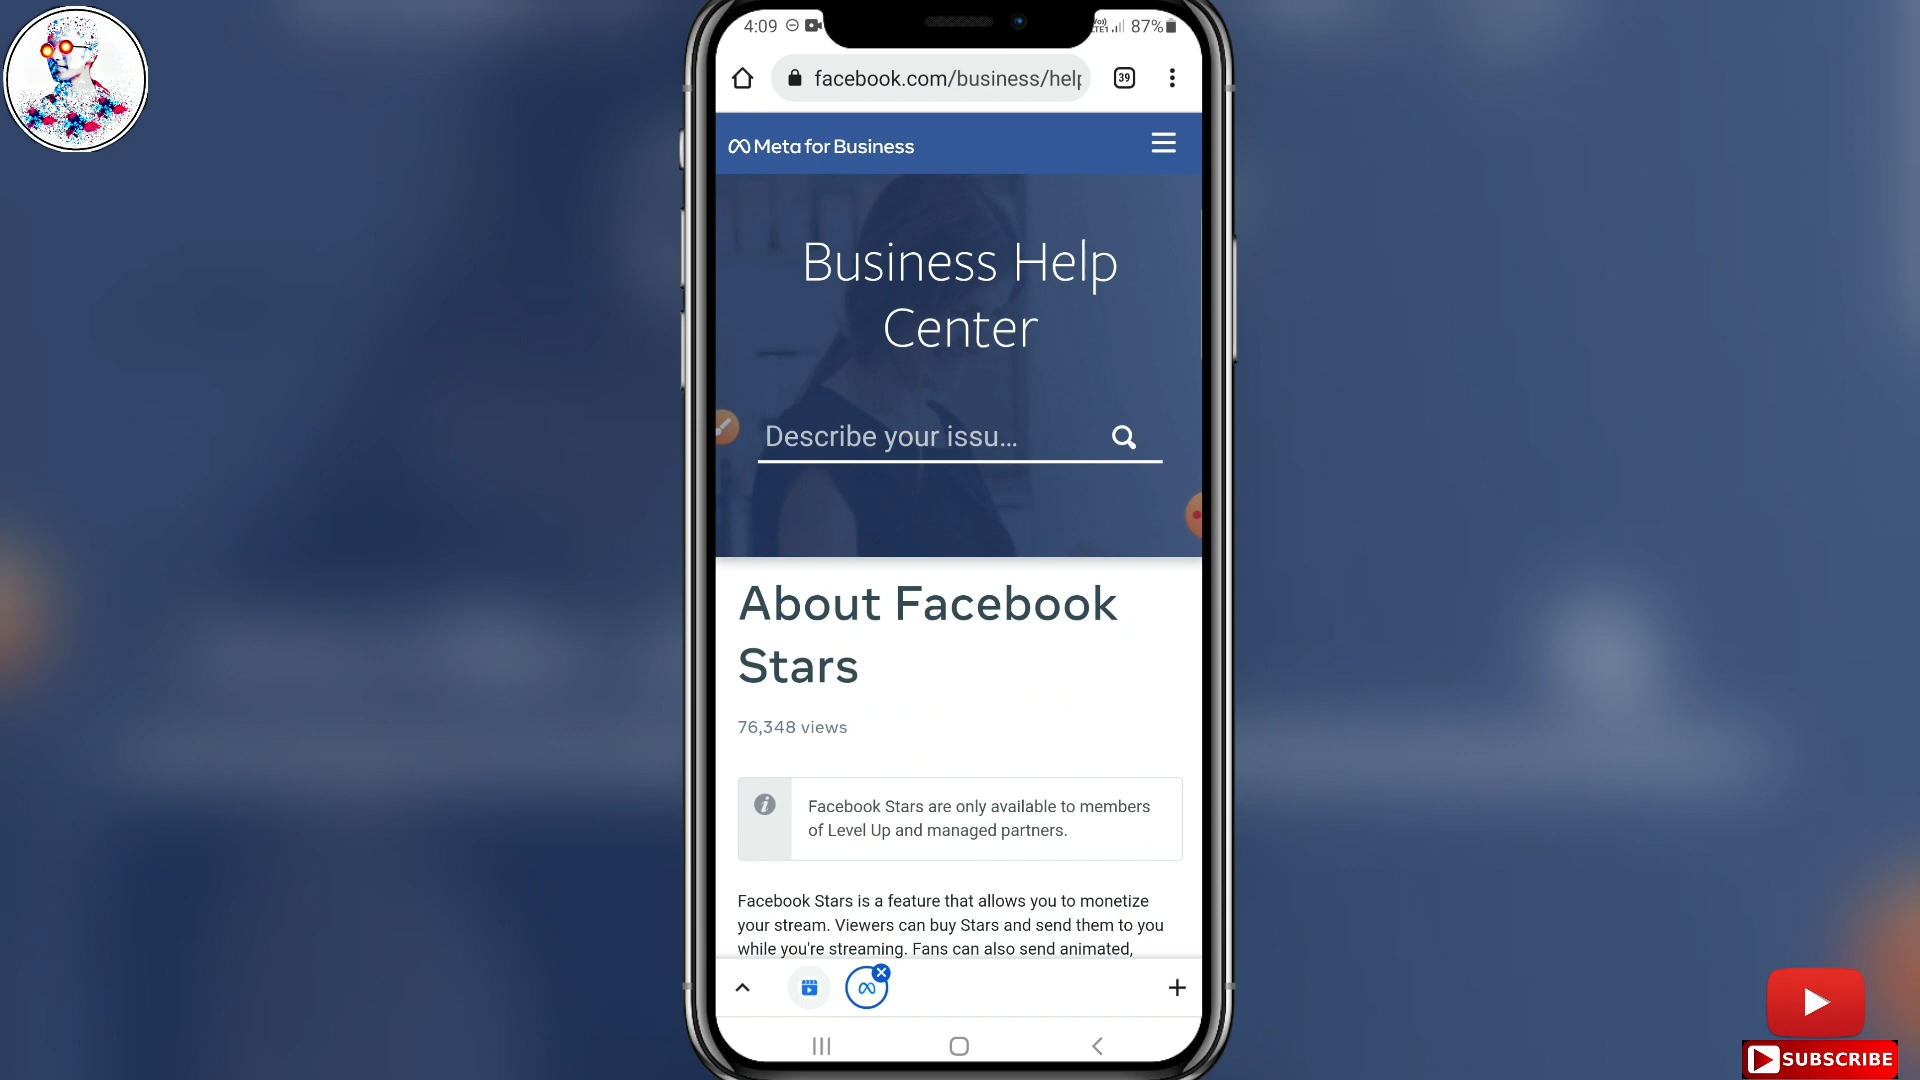 4:09
87%
facebook.com/business/help
39
Meta for Business
Business Help
Center
Describe your issu...
About Facebook
Stars
76,348 views
Facebook Stars are only available to members
of Level Up and managed partners.
Facebook Stars is a feature that allows you to monetize
your stream. Viewers can buy Stars and send them to you
while you're streaming. Fans can also send animated,
SUBSCRIBE